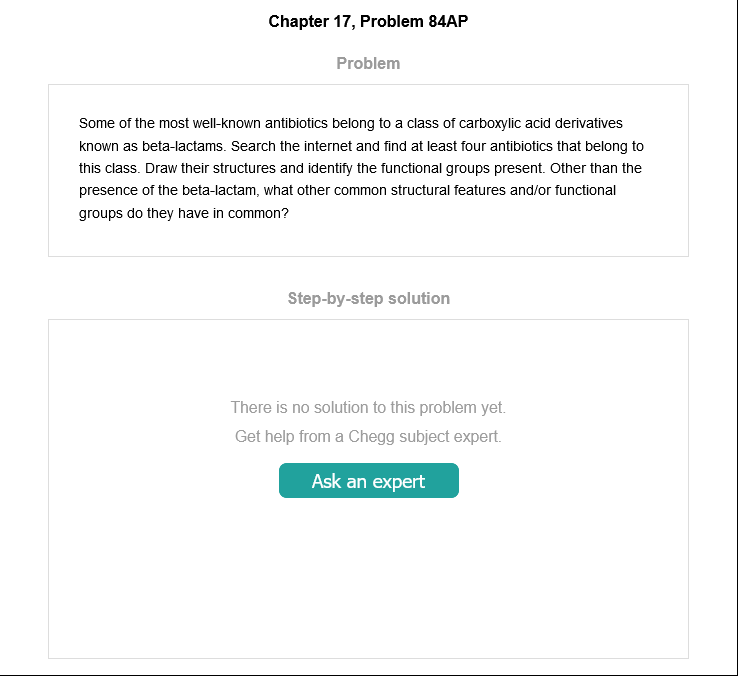 Chapter 17, Problem 84AP
Problem
Some of the most well-known antibiotics belong to a class of carboxylic acid derivatives
known as beta-lactams. Search the internet and find at least four antibiotics that belong to
this class. Draw their structures and identify the functional groups present. Other than the
presence of the beta-lactam, what other common structural features and/or functional
groups do they have in common?
Step-by-step solution
There is no solution to this problem yet.
Get help from a Chegg subject expert.
Ask an expert